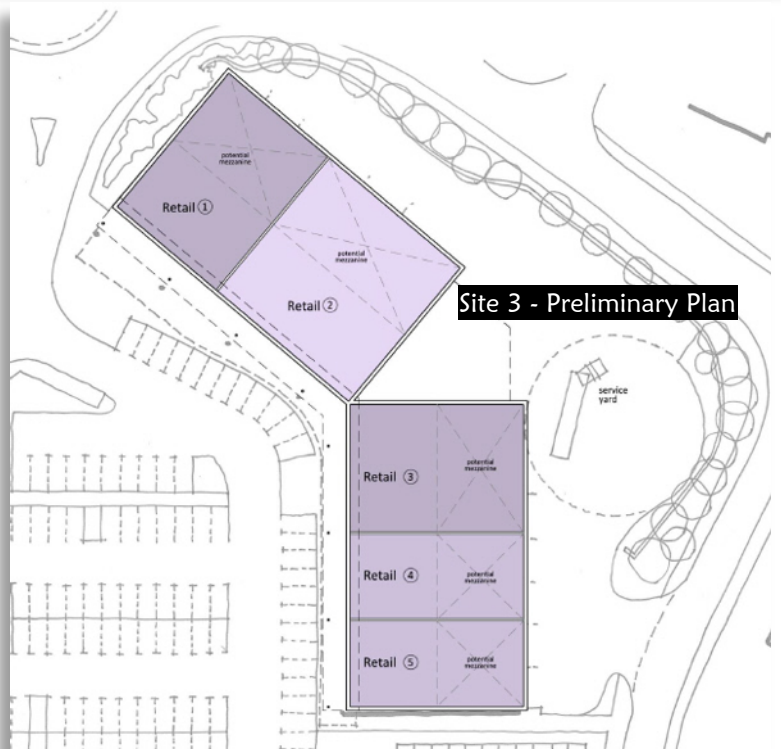 potential
mezzanine
Retail ①
potential
mezzanine
Retail ②
Site 3 - Preliminary Plan
service
yard
Retail ③
potential
mezzanine
Retail ④
potential
mezzanine
Retail ⑤
potential
mezzanine